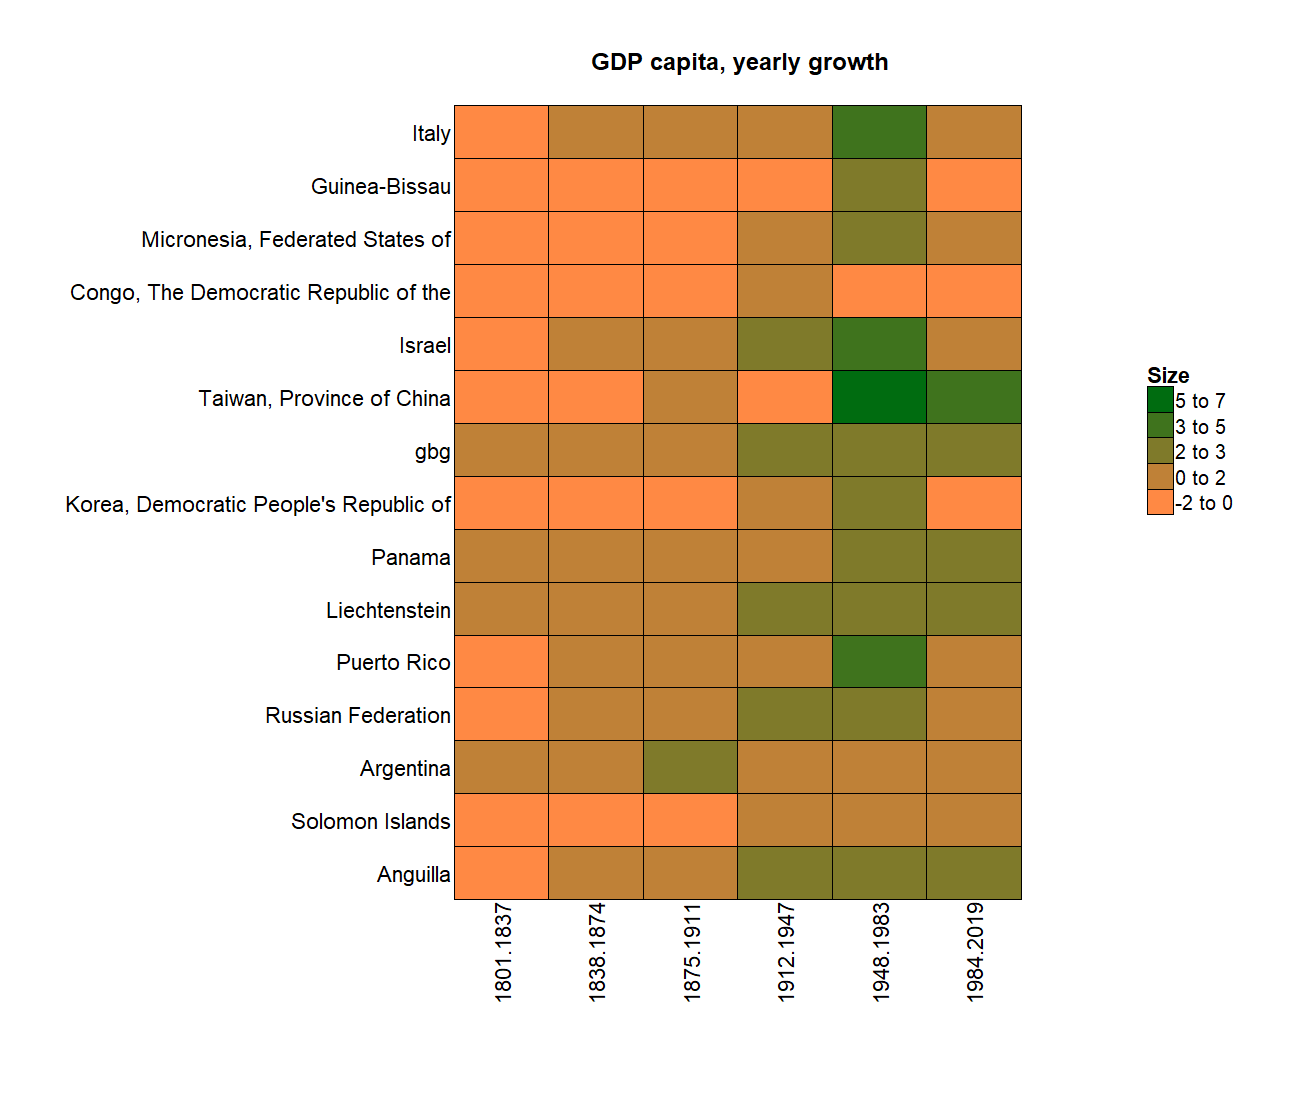 GDP capita, yearly growth
Italy
Guinea-Bissau
Micronesia, Federated States of
Congo, The Democratic Republic of the
Israel
Taiwan, Province of China
gbg
Korea, Democratic People's Republic of
Panama
Liechtenstein
Puerto Rico
Russian Federation
Argentina
Solomon Islands
Anguilla
1801.1837
1838.1874
1875.1911
1912.1947
1948.1983
1984.2019
Size
5 to 7
3 to 5
2 to 3
0 to 2
-2 to 0